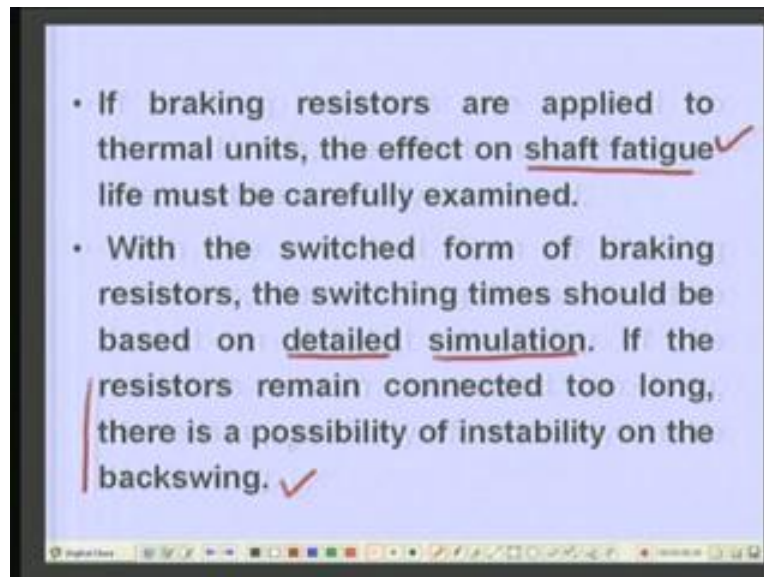 • If braking resistors are applied to
thermal units, the effect on shaft fatigue
life must be carefully examined.
• With the switched form of braking
resistors, the switching times should be
based on detailed simulation. If the
resistors remain connected too long,
there is a possibility of instability on the
backswing.